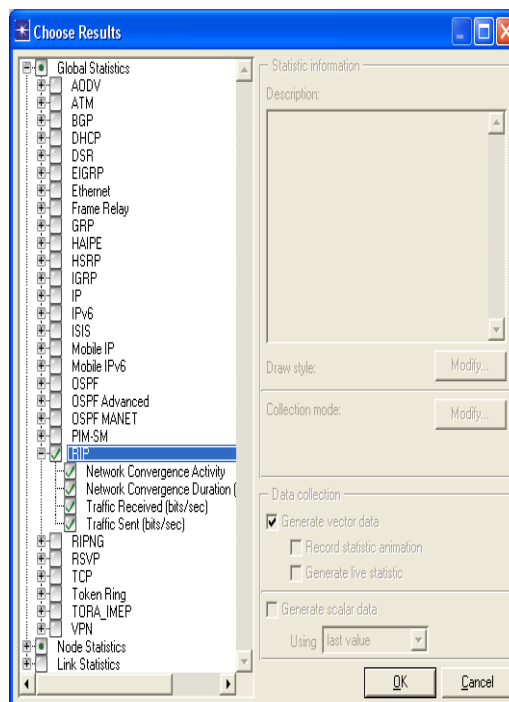 Choose Results
Global Statistics
AODV
ATM
BGP
DHCP
DSR
EIGRP
Ethernet
Frame Relay
GRP
HAIPE
HSRP
IGRP
IP
IPv6
ISIS
Mobile IP
Mobile IPv6
OSPF
OSPF Advanced
OSPF MANET
PIM-SM
RIP
Network Convergence Activity
Network Convergence Duration (
Traffic Received (bits/sec)
Traffic Sent (bits/sec)
RIPNG
RSVP
TCP
Token Ring
TORA_IMEP
VPN
Node Statistics
Link Statistics
Statistic information
Description:
Draw style:
Modify...
Collection mode:
Modify...
Data collection
Generate vector data
Record statistic animation
Generate live statistic
Generate scalar data
Using last value
OK
Cancel